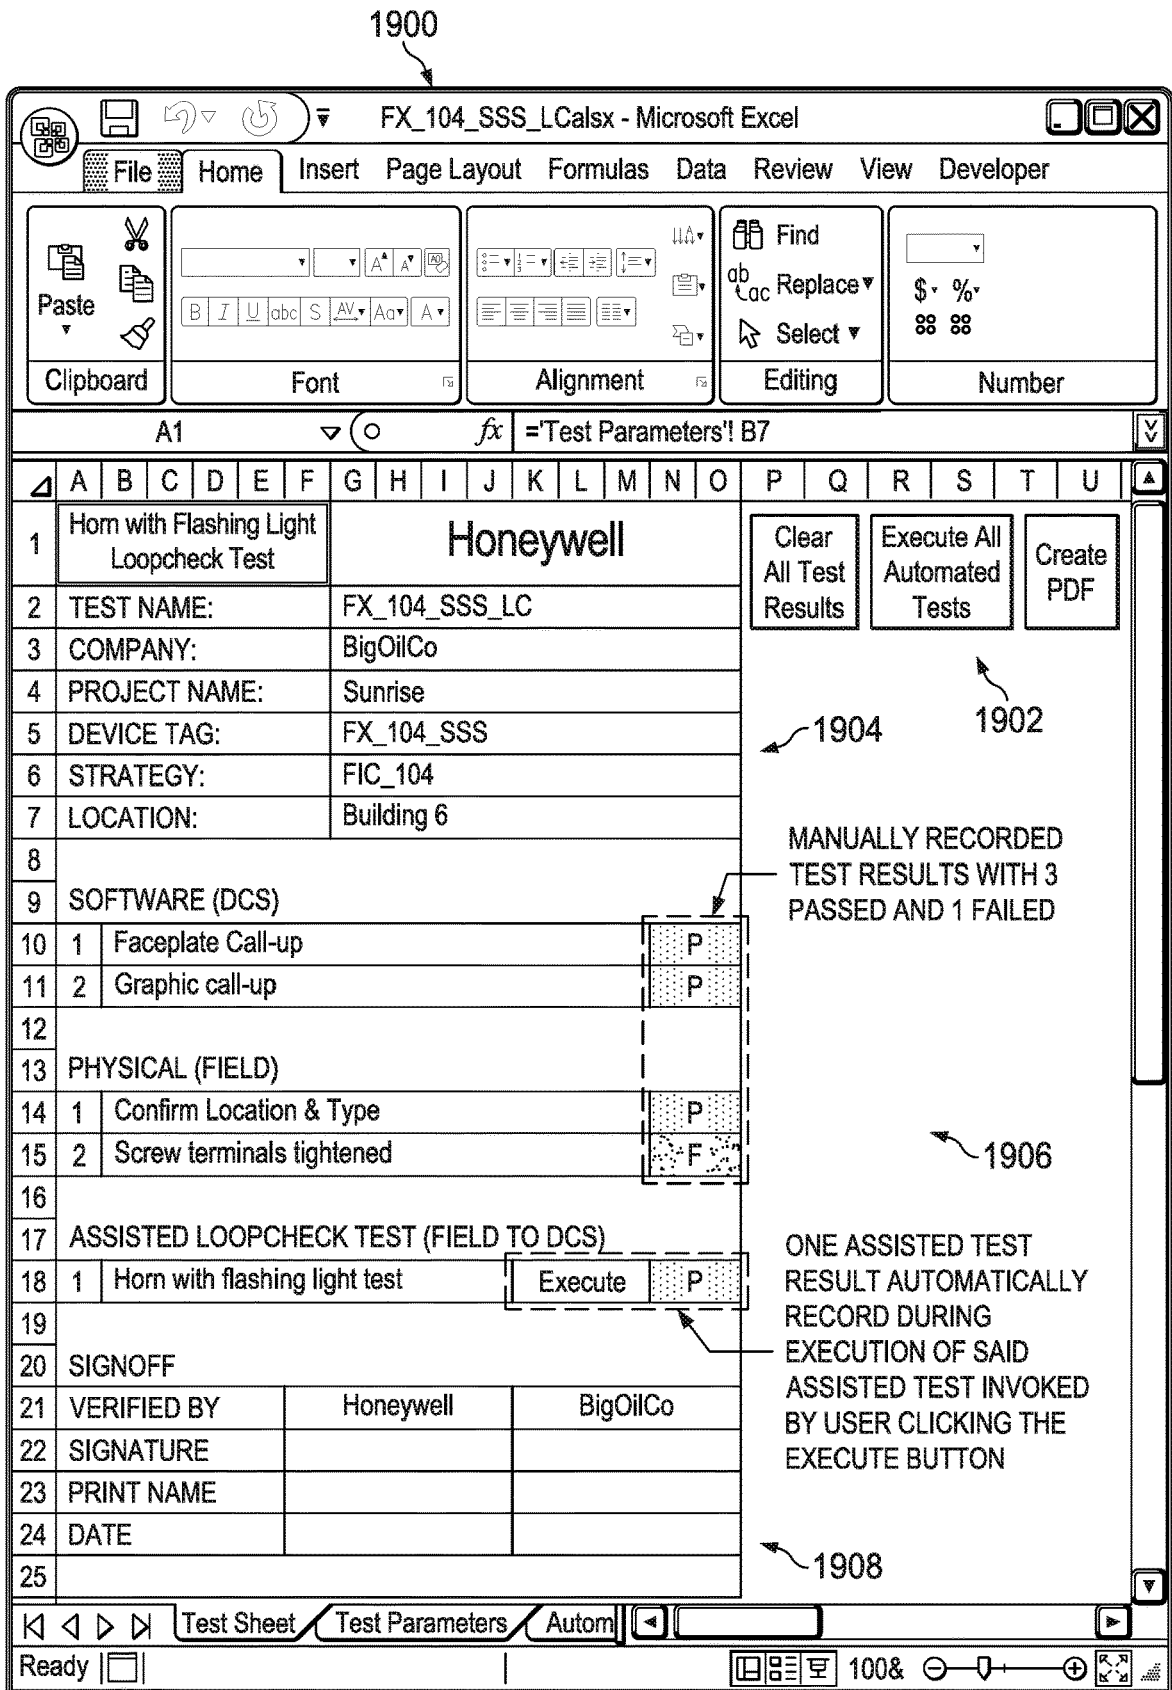 1900
FX_104_SSS_LCalsx - Microsoft Excel
File Home Insert Page Layout Formulas Data Review View Developer
Paste
Clipboard
A A AQ
B I U abc S AV Aa A
Font
Alignment
Find
ab ac Replace
Select
Editing
$ %
Number
A1 fx ='Test Parameters'! B7
A B C D E F G H I J K L M N O P Q R S T U
1 Horn with Flashing Light
Loopcheck Test
Honeywell
Clear
All Test
Results
Execute All
Automated
Tests
Create
PDF
1902
2 TEST NAME: FX_104_SSS_LC
3 COMPANY: BigOilCo
4 PROJECT NAME: Sunrise
5 DEVICE TAG: FX_104_SSS
1904
6 STRATEGY: FIC_104
7 LOCATION: Building 6
8
9 SOFTWARE (DCS)
MANUALLY RECORDED
TEST RESULTS WITH 3
PASSED AND 1 FAILED
10 1 Faceplate Call-up P
11 2 Graphic call-up P
12
13 PHYSICAL (FIELD)
14 1 Confirm Location & Type P
15 2 Screw terminals tightened F
1906
16
17 ASSISTED LOOPCHECK TEST (FIELD TO DCS)
18 1 Horn with flashing light test Execute P
ONE ASSISTED TEST
RESULT AUTOMATICALLY
RECORD DURING
EXECUTION OF SAID
ASSISTED TEST INVOKED
BY USER CLICKING THE
EXECUTE BUTTON
19
20 SIGNOFF
21 VERIFIED BY Honeywell BigOilCo
22 SIGNATURE
23 PRINT NAME
24 DATE
1908
25
Test Sheet Test Parameters Autom
Ready 100&